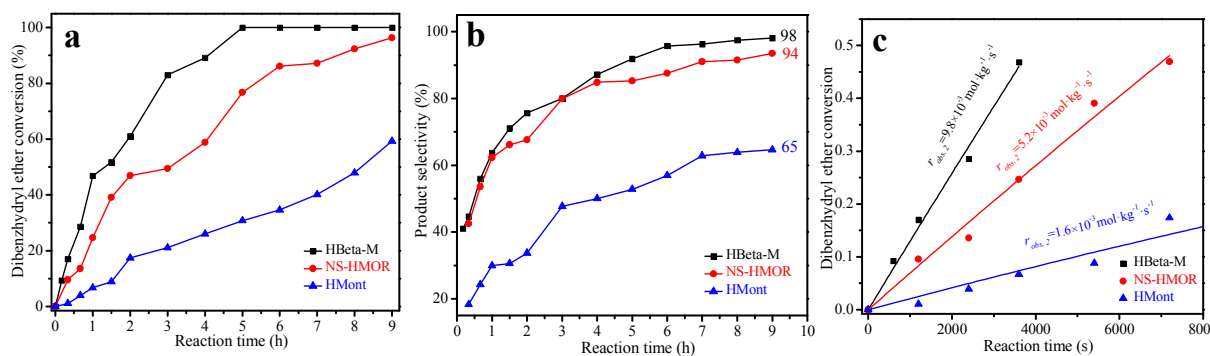 a
Dibenzhydryl ether conversion (%)
100
80
60
40
20
0
HBeta-M
NS-HMOR
HMont
0 1 2 3 4 5 6 7 8 9
Reaction time (h)
b
Product selectivity (%)
100
80
60
40
20
98
94
65
HBeta-M
NS-HMOR
HMont
0 1 2 3 4 5 6 7 8 9 10
Reaction time (h)
c
Dibenzhydryl ether conversion
0.5
0.4
0.3
0.2
0.1
0.0
r obs, 2 =9.8×10⁻³ mol·kg⁻¹·s⁻¹
r obs, 2 =5.2×10⁻³ mol·kg⁻¹·s⁻¹
r obs, 2 =1.6×10⁻³ mol·kg⁻¹·s⁻¹
HBeta-M
NS-HMOR
HMont
0 2000 4000 6000 8000
Reaction time (s)